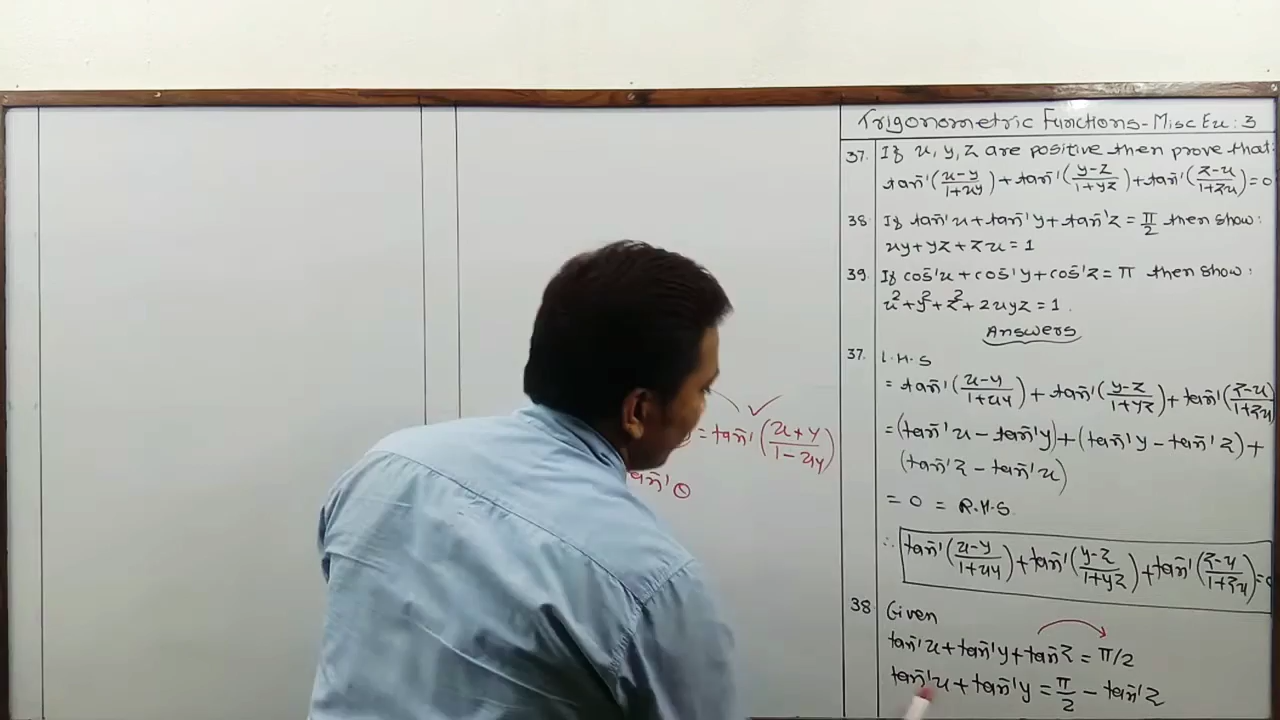 Trigonometric Functions - Misc Ex: 3
37. If x, y, z are positive then prove that:
tan⁻¹(x-y/1+xy) + tan⁻¹(y-z/1+yz) + tan⁻¹(z-x/1+zx) = 0
38. If tan⁻¹x + tan⁻¹y + tan⁻¹z = π/2 then show:
xy + yz + zx = 1
39. If cos⁻¹x + cos⁻¹y + cos⁻¹z = π then show:
x² + y² + z² + 2xyz = 1.
Answers
37. L.H.S
= tan⁻¹(x-y/1+xy) + tan⁻¹(y-z/1+yz) + tan⁻¹(z-x/1+zx)
= (tan⁻¹x - tan⁻¹y) + (tan⁻¹y - tan⁻¹z) +
(tan⁻¹z - tan⁻¹x)
= 0 = R.H.S.
∴ tan⁻¹(x-y/1+xy) + tan⁻¹(y-z/1+yz) + tan⁻¹(z-x/1+zx) = 0
38 Given
tan⁻¹x + tan⁻¹y + tan⁻¹z = π/2
tan⁻¹x + tan⁻¹y = π/2 - tan⁻¹z
= tan⁻¹(x+y/1-xy)